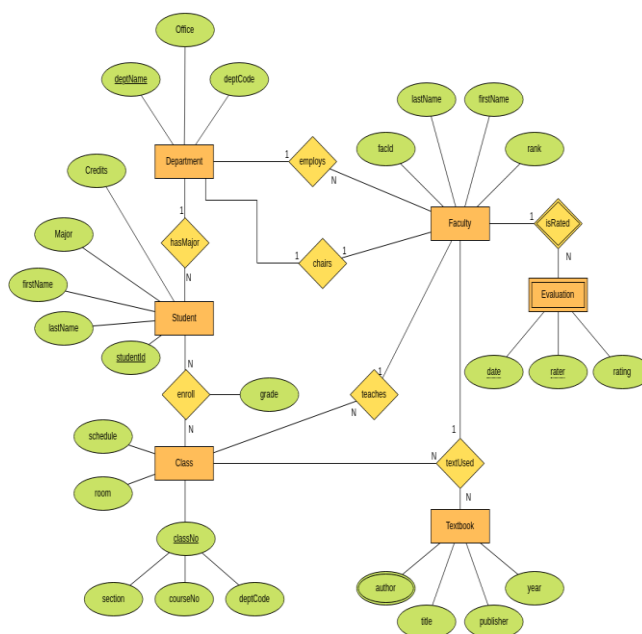 Office
deptName
deptCode
lastName
firstName
facId
rank
Department
1
employs
N
Credits
1
hasMajor
N
Major
firstName
lastName
studentId
Student
1
chairs
1
Faculty
1
isRated
N
Evaluation
date
rater
rating
N
enroll
N
grade
1
teaches
N
schedule
room
Class
classNo
section
courseNo
deptCode
1
N
textUsed
N
Textbook
author
title
publisher
year